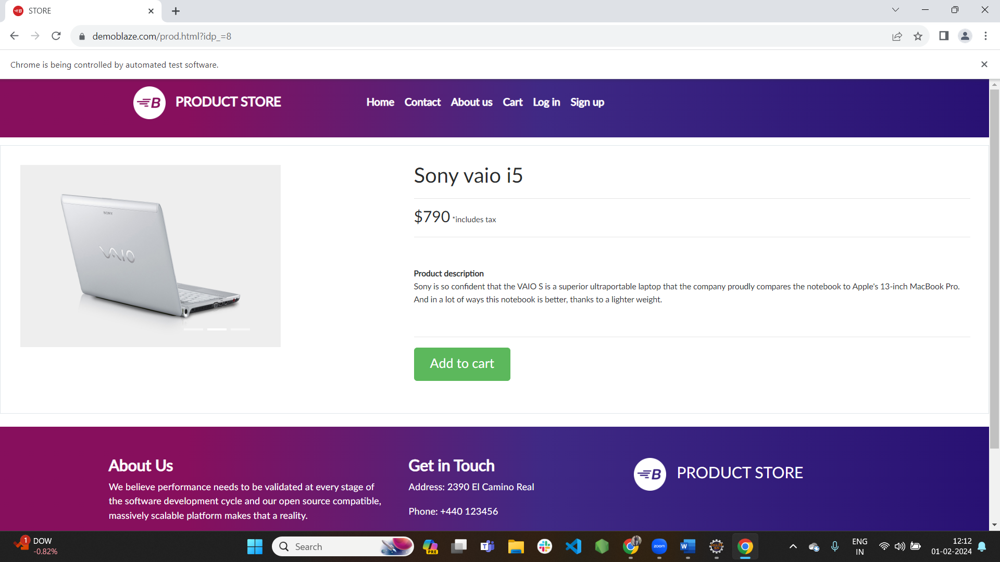 STORE
demoblaze.com/prod.html?idp_=8
Chrome is being controlled by automated test software.
B PRODUCT STORE
Home Contact About us Cart Log in Sign up
Sony vaio i5
$790 *includes tax
SONY
VAIO
Product description
Sony is so confident that the VAIO S is a superior ultraportable laptop that the company proudly compares the notebook to Apple's 13-inch MacBook Pro.
And in a lot of ways this notebook is better, thanks to a lighter weight.
Add to cart
About Us
We believe performance needs to be validated at every stage of
the software development cycle and our open source compatible,
massively scalable platform makes that a reality.
Get in Touch
Address: 2390 El Camino Real
Phone: +440 123456
B PRODUCT STORE
1 DOW
-0.82%
Search
PRE
zoom
ENG
IN
12:12
01-02-2024